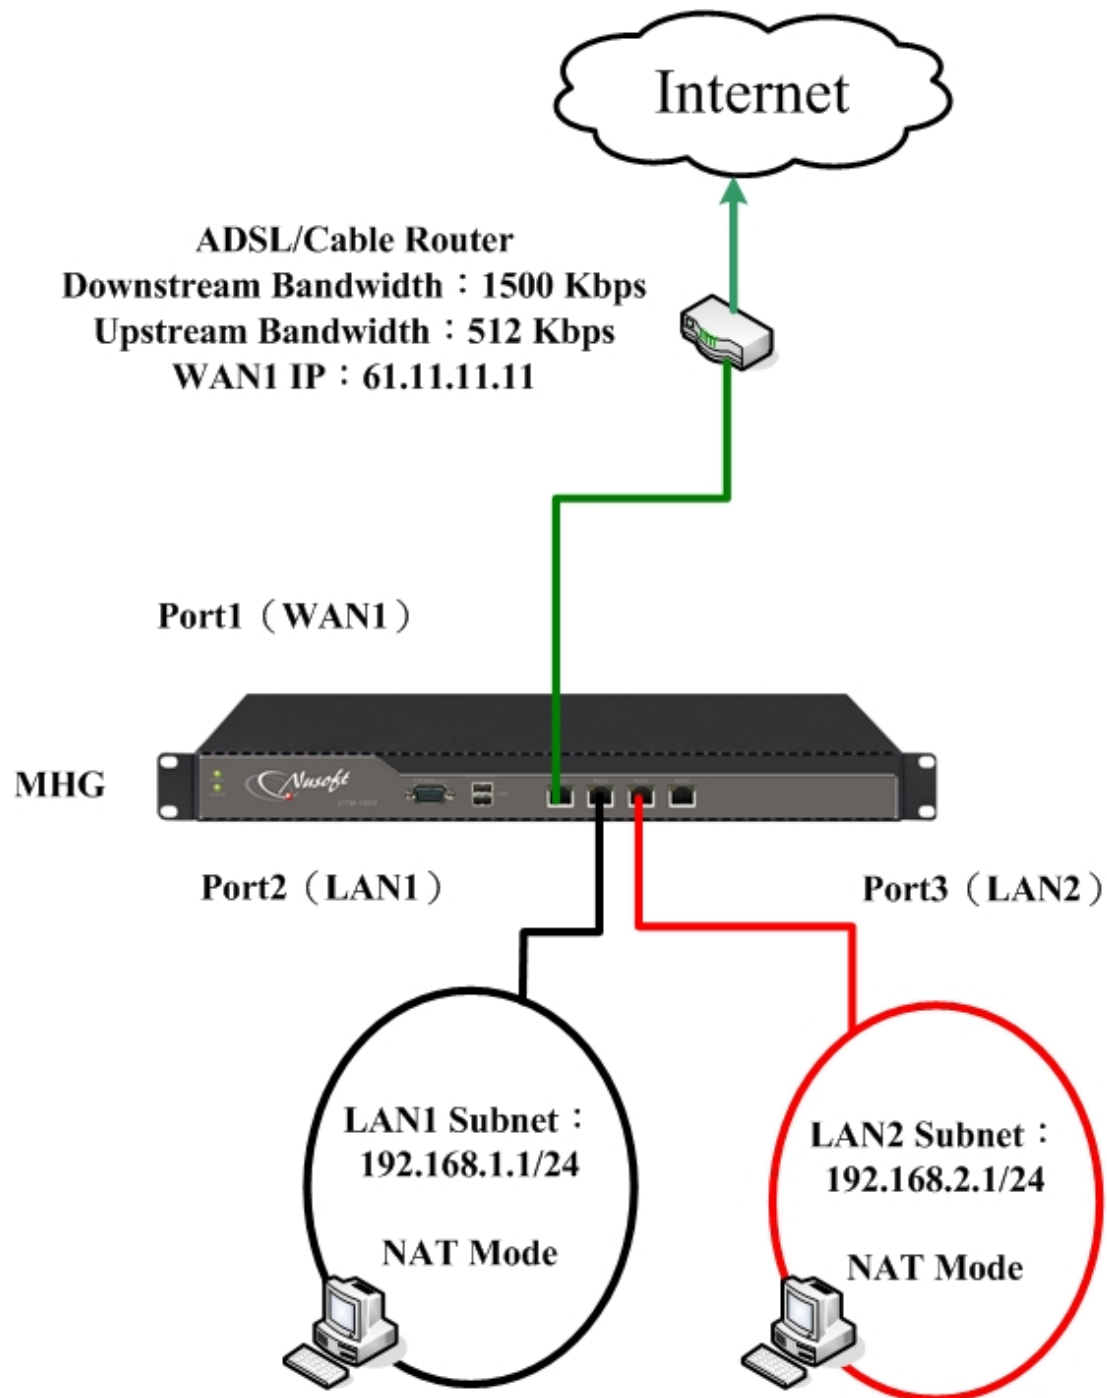 Internet
ADSL/Cable Router
Downstream Bandwidth：1500 Kbps
Upstream Bandwidth：512 Kbps
WAN1 IP：61.11.11.11
Port1（WAN1）
MHG
Nusoft
Port2（LAN1）
Port3（LAN2）
LAN1 Subnet：
192.168.1.1/24
NAT Mode
LAN2 Subnet：
192.168.2.1/24
NAT Mode